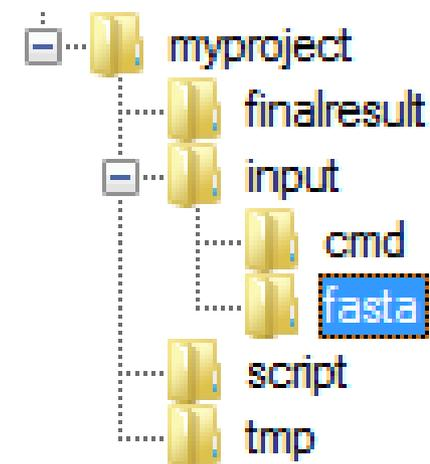 myproject
finalresult
input
cmd
fasta
script
tmp